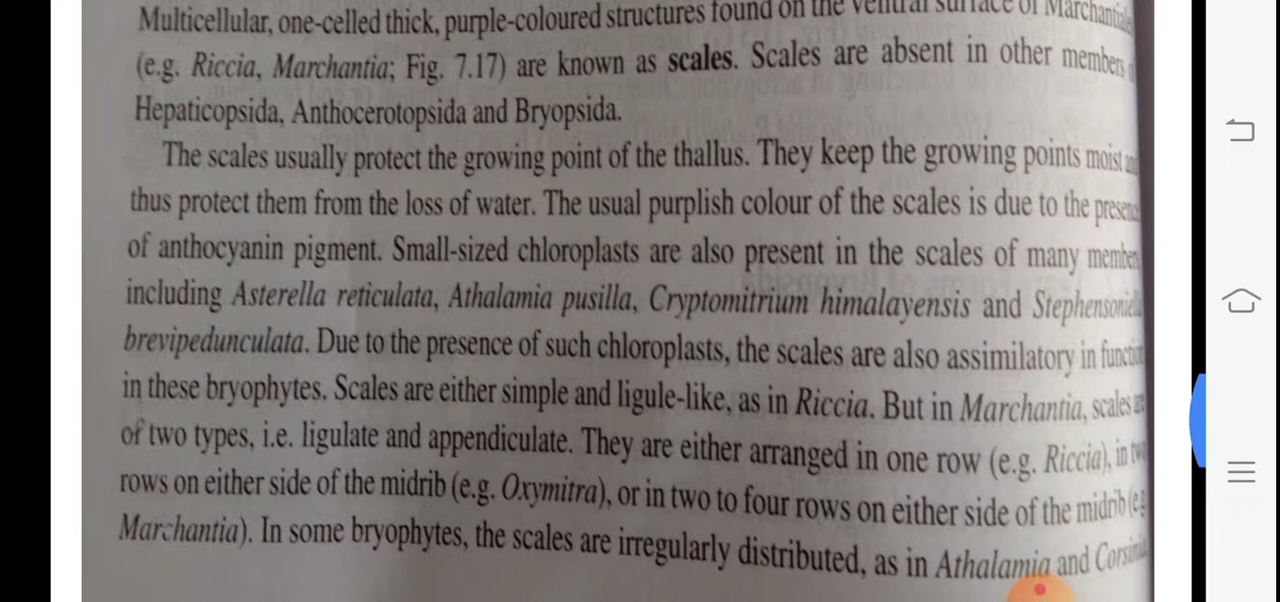 Multicellular, one-celled thick, purple-coloured structures found on the ventral surface of Marchantiales
(e.g. Riccia, Marchantia; Fig. 7.17) are known as scales. Scales are absent in other members
Hepaticopsida, Anthocerotopsida and Bryopsida.
The scales usually protect the growing point of the thallus. They keep the growing points moist and
thus protect them from the loss of water. The usual purplish colour of the scales is due to the presence
of anthocyanin pigment. Small-sized chloroplasts are also present in the scales of many members
including Asterella reticulata, Athalamia pusilla, Cryptomitrium himalayensis and Stephensoniella
brevipedunculata. Due to the presence of such chloroplasts, the scales are also assimilatory in function
in these bryophytes. Scales are either simple and ligule-like, as in Riccia. But in Marchantia, scales are
of two types, i.e. ligulate and appendiculate. They are either arranged in one row (e.g. Riccia), in two
rows on either side of the midrib (e.g. Oxymitra), or in two to four rows on either side of the midrib (e.g.
Marchantia). In some bryophytes, the scales are irregularly distributed, as in Athalamia and Corsinia